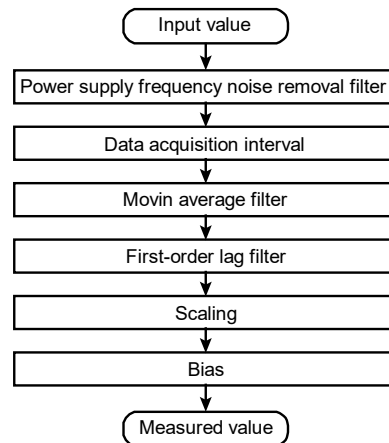 Input value
Power supply frequency noise removal filter
Data acquisition interval
Movin average filter
First-order lag filter
Scaling
Bias
Measured value